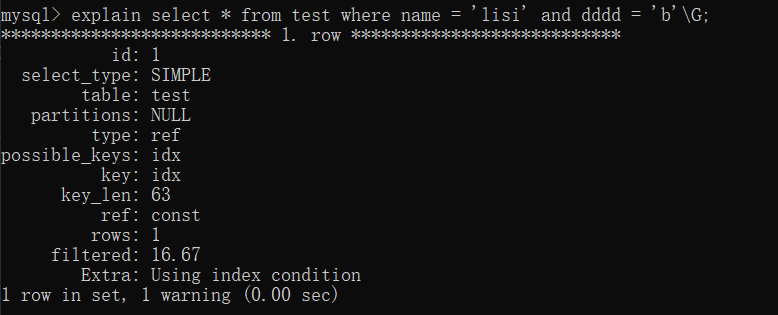 mysql> explain select * from test where name = 'lisi' and dddd = 'b'\G;
*************************** 1. row ***************************
id: 1
select_type: SIMPLE
table: test
partitions: NULL
type: ref
possible_keys: idx
key: idx
key_len: 63
ref: const
rows: 1
filtered: 16.67
Extra: Using index condition
1 row in set, 1 warning (0.00 sec)